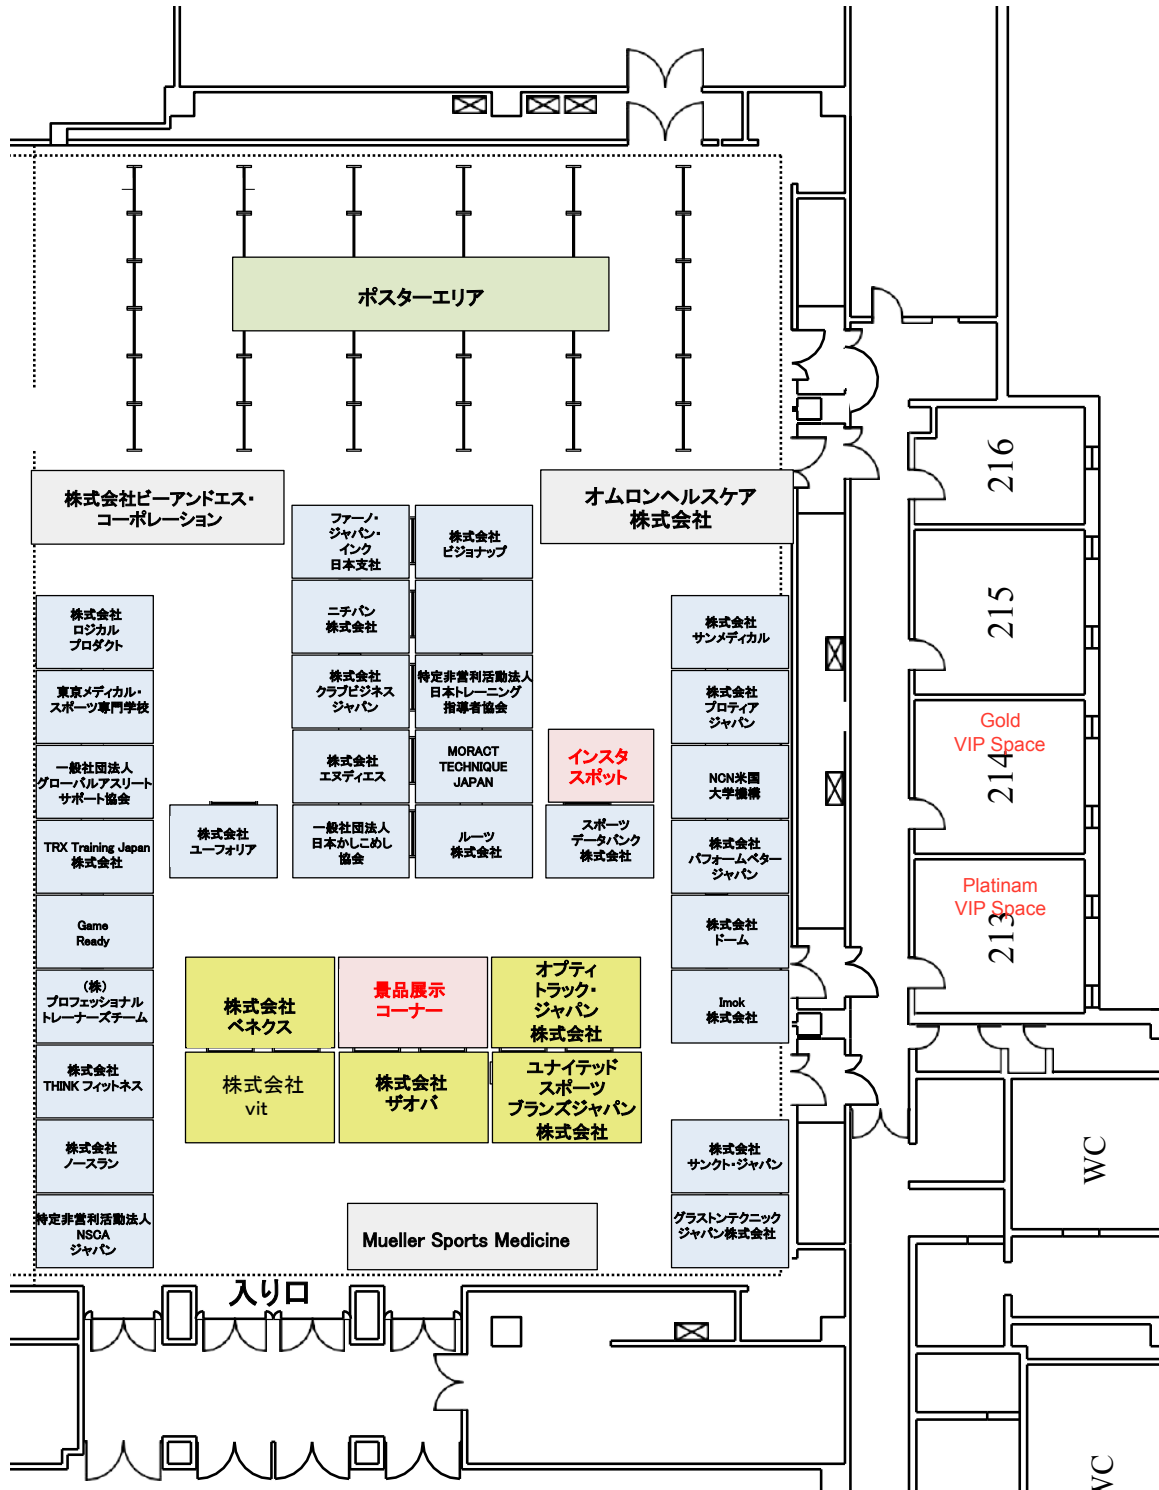 ポスターエリア
株式会社ビーアンドエス・
コーポレーション
オムロンヘルスケア
株式会社
ファーノ・
ジャパン・
インク
日本支社
株式会社
ビジョナップ
ニチバン
株式会社
株式会社
クラブビジネス
ジャパン
特定非営利活動法人
日本トレーニング
指導者協会
株式会社
エヌディエス
MORACT
TECHNIQUE
JAPAN
インスタ
スポット
株式会社
ユーフォリア
一般社団法人
日本かしこめし
協会
ルーツ
株式会社
スポーツ
データバンク
株式会社
株式会社
ロジカル
プロダクト
東京メディカル・
スポーツ専門学校
一般社団法人
グローバルアスリート
サポート協会
TRX Training Japan
株式会社
Game
Ready
(株)
プロフェッショナル
トレーナーズチーム
株式会社
THINK フィットネス
株式会社
ノースラン
特定非営利活動法人
NSCA
ジャパン
株式会社
サンメディカル
株式会社
プロティア
ジャパン
NCN米国
大学機構
株式会社
パフォームベター
ジャパン
株式会社
ドーム
Imok
株式会社
株式会社
サンクト・ジャパン
グラストンテクニック
ジャパン株式会社
株式会社
ベネクス
景品展示
コーナー
オプティ
トラック・
ジャパン
株式会社
株式会社
vit
株式会社
ザオバ
ユナイテッド
スポーツ
ブランズジャパン
株式会社
Mueller Sports Medicine
入り口
216
215
Gold
VIP Space
214
Platinam
VIP Space
213
WC
WC